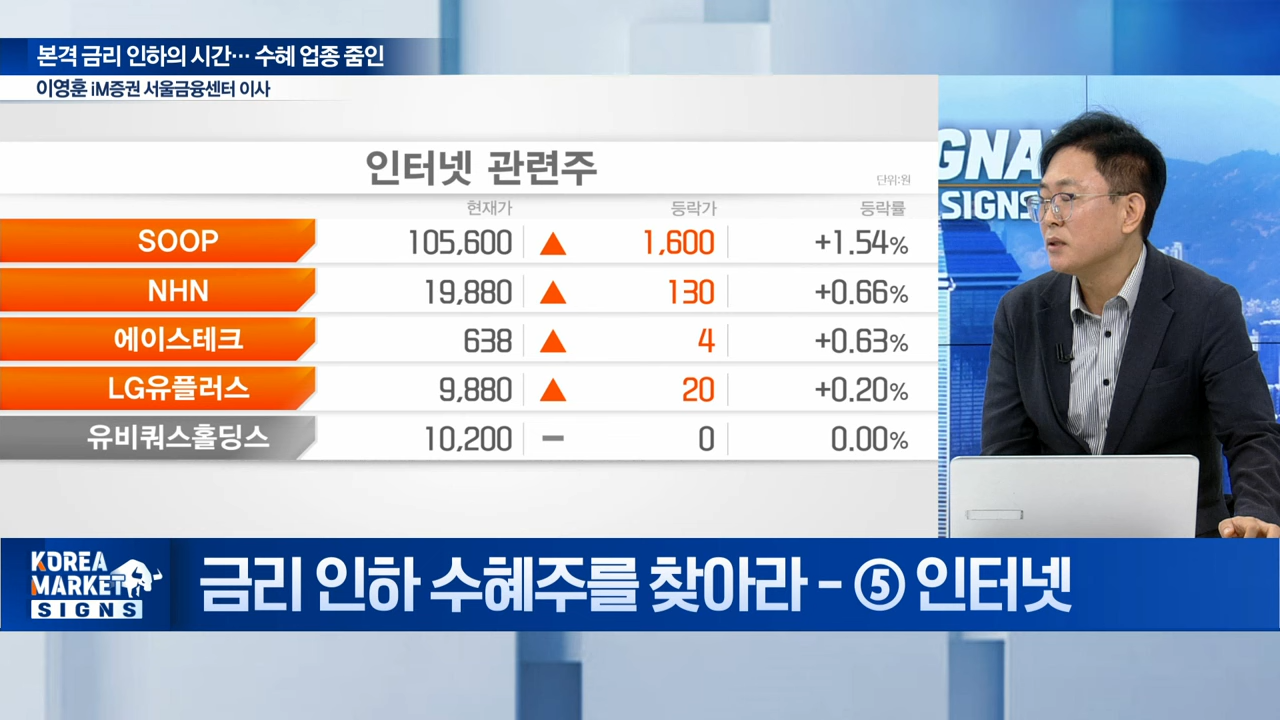 본격 금리 인하의 시간… 수혜 업종 줌인
이영훈 iM증권 서울금융센터 이사
인터넷 관련주
단위:원
현재가 등락가 등락률
SOOP 105,600 ▲ 1,600 +1.54%
NHN 19,880 ▲ 130 +0.66%
에이스테크 638 ▲ 4 +0.63%
LG유플러스 9,880 ▲ 20 +0.20%
유비쿼스홀딩스 10,200 – 0 0.00%
GNA
SIGNS
KOREA
MARKET
SIGNS
금리 인하 수혜주를 찾아라 - ⑤ 인터넷